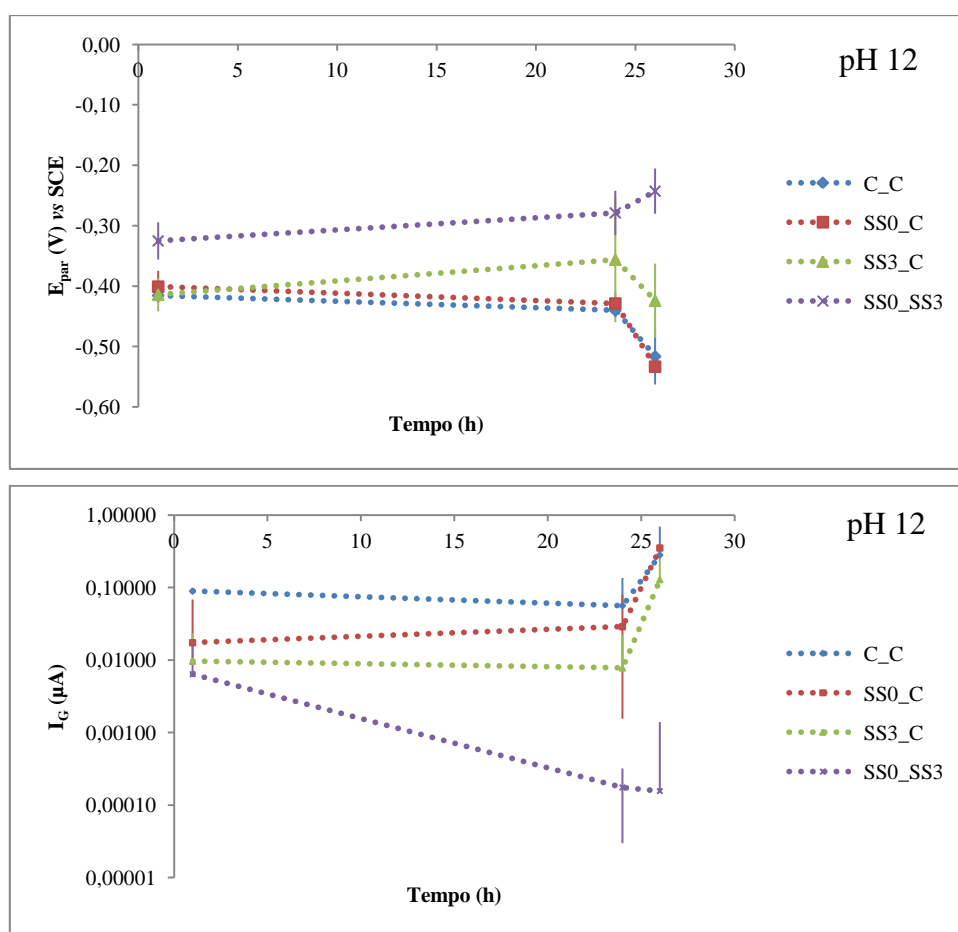 pH 12
0,00
-0,10
-0,20
-0,30
-0,40
-0,50
-0,60
0 5 10 15 20 25 30
E_par (V) vs SCE
Tempo (h)
C_C
SS0_C
SS3_C
SS0_SS3
pH 12
1,00000
0,10000
0,01000
0,00100
0,00010
0,00001
0 5 10 15 20 25 30
I_G (µA)
Tempo (h)
C_C
SS0_C
SS3_C
SS0_SS3